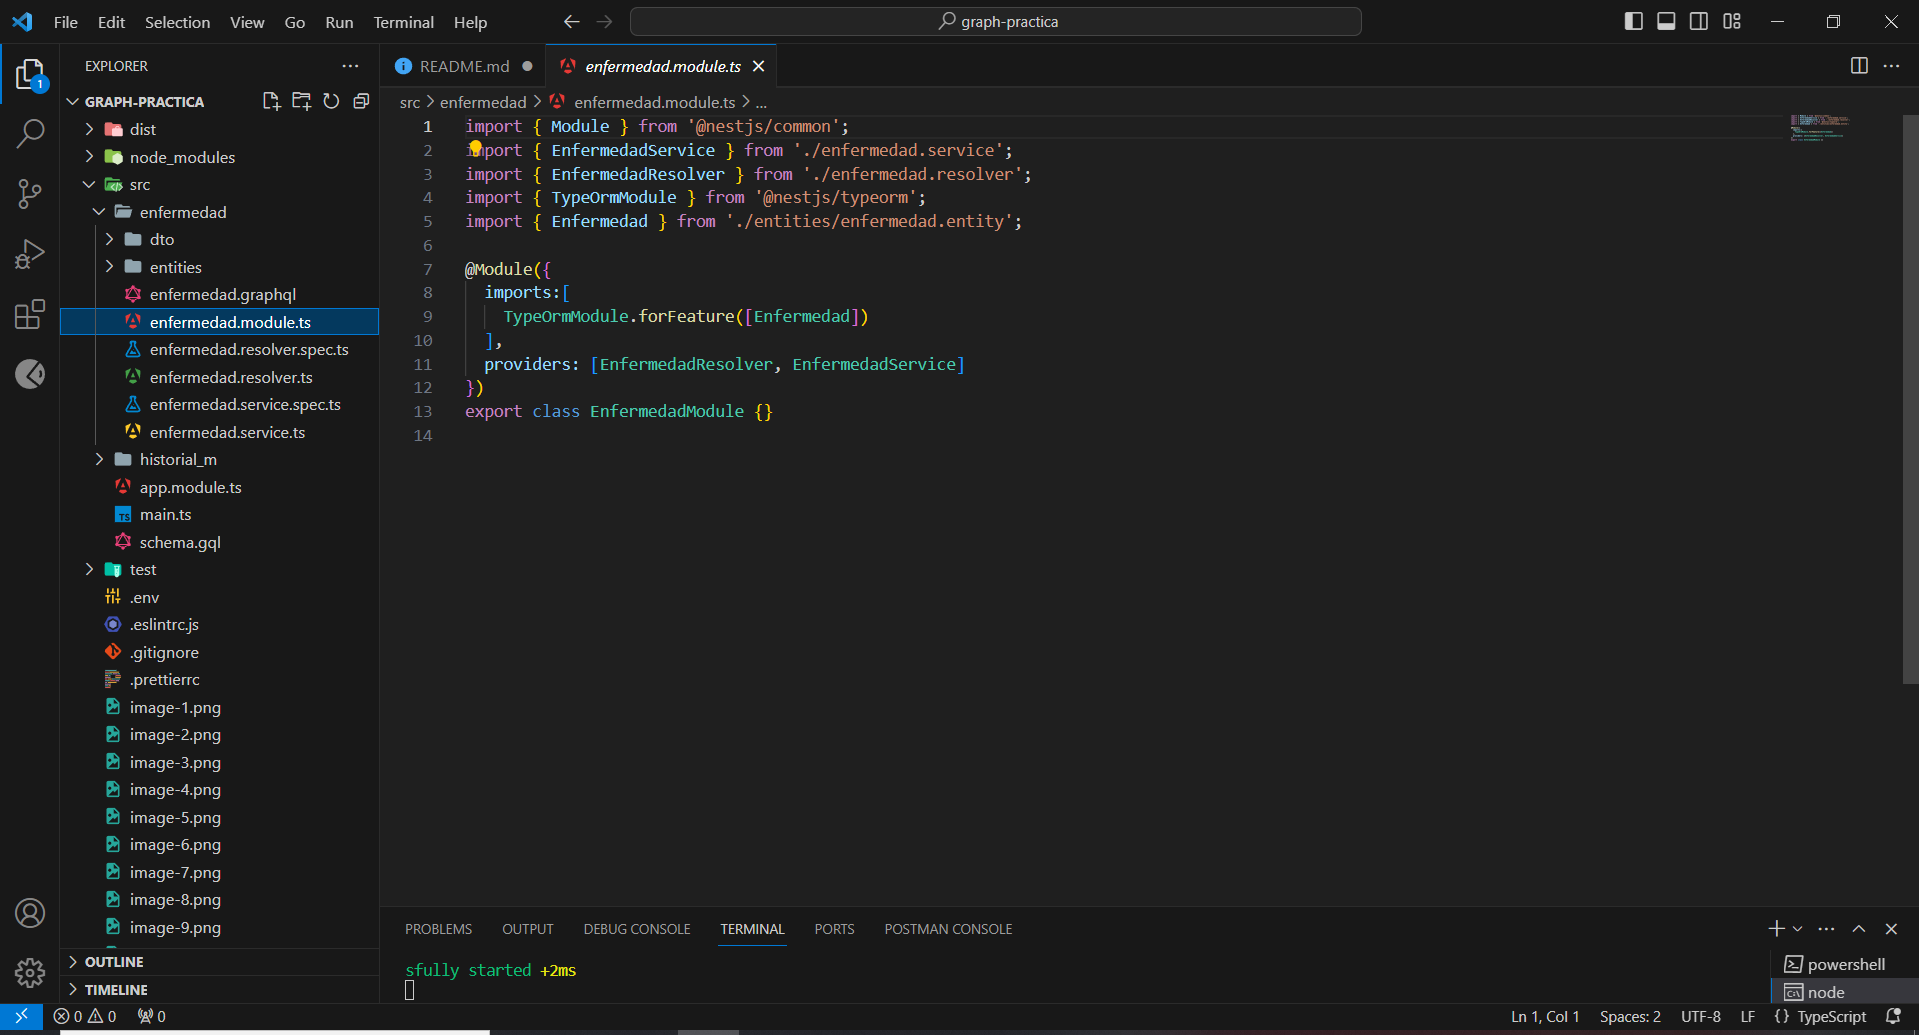 File Edit Selection View Go Run Terminal Help
graph-practica
EXPLORER
1
GRAPH-PRACTICA
dist
node_modules
src
enfermedad
dto
entities
enfermedad.graphql
enfermedad.module.ts
enfermedad.resolver.spec.ts
enfermedad.resolver.ts
enfermedad.service.spec.ts
enfermedad.service.ts
historial_m
app.module.ts
main.ts
schema.gql
test
.env
.eslintrc.js
.gitignore
.prettierrc
image-1.png
image-2.png
image-3.png
image-4.png
image-5.png
image-6.png
image-7.png
image-8.png
image-9.png
OUTLINE
TIMELINE
README.md
enfermedad.module.ts
src > enfermedad > enfermedad.module.ts > ...
1 import { Module } from '@nestjs/common';
2 import { EnfermedadService } from './enfermedad.service';
3 import { EnfermedadResolver } from './enfermedad.resolver';
4 import { TypeOrmModule } from '@nestjs/typeorm';
5 import { Enfermedad } from './entities/enfermedad.entity';
6
7 @Module({
8 imports:[
9 TypeOrmModule.forFeature([Enfermedad])
10 ],
11 providers: [EnfermedadResolver, EnfermedadService]
12 })
13 export class EnfermedadModule {}
14
PROBLEMS OUTPUT DEBUG CONSOLE TERMINAL PORTS POSTMAN CONSOLE
sfully started +2ms
powershell
node
0 0 0
Ln 1, Col 1 Spaces: 2 UTF-8 LF {} TypeScript